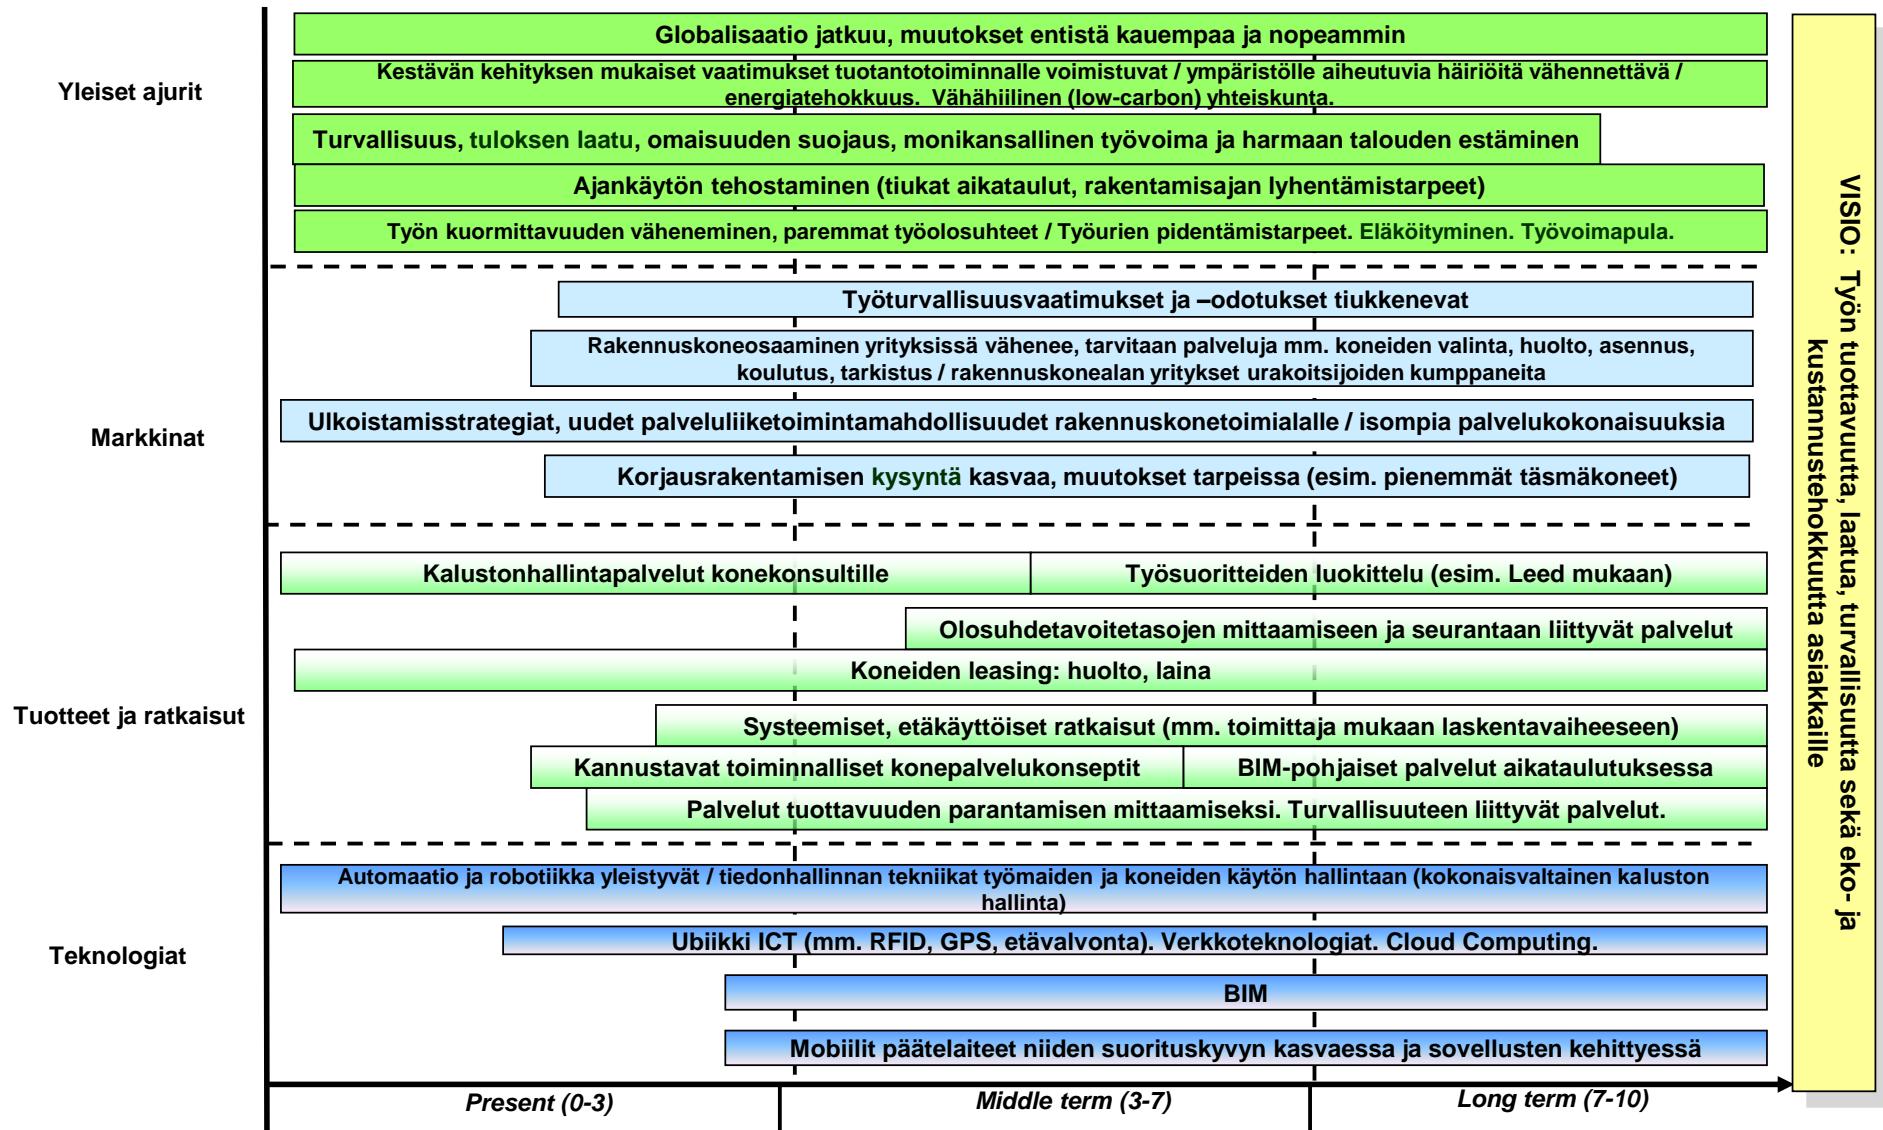 Yleiset ajurit
Globalisaatio jatkuu, muutokset entistä kauempaa ja nopeammin
Kestävän kehityksen mukaiset vaatimukset tuotantotoiminnalle voimistuvat / ympäristölle aiheutuvia häiriöitä vähennettävä /
energiatehokkuus.  Vähähiilinen (low-carbon) yhteiskunta.
Turvallisuus, tuloksen laatu, omaisuuden suojaus, monikansallinen työvoima ja harmaan talouden estäminen
Ajankäytön tehostaminen (tiukat aikataulut, rakentamisajan lyhentämistarpeet)
Työn kuormittavuuden väheneminen, paremmat työolosuhteet / Työurien pidentämistarpeet. Eläköityminen. Työvoimapula.
Markkinat
Työturvallisuusvaatimukset ja –odotukset tiukkenevat
Rakennuskoneosaaminen yrityksissä vähenee, tarvitaan palveluja mm. koneiden valinta, huolto, asennus,
koulutus, tarkistus / rakennuskonealan yritykset urakoitsijoiden kumppaneita
Ulkoistamisstrategiat, uudet palveluliiketoimintamahdollisuudet rakennuskonetoimialalle / isompia palvelukokonaisuuksia
Korjausrakentamisen kysyntä kasvaa, muutokset tarpeissa (esim. pienemmät täsmäkoneet)
Tuotteet ja ratkaisut
Kalustonhallintapalvelut konekonsultille
Työsuoritteiden luokittelu (esim. Leed mukaan)
Olosuhdetavoitetasojen mittaamiseen ja seurantaan liittyvät palvelut
Koneiden leasing: huolto, laina
Systeemiset, etäkäyttöiset ratkaisut (mm. toimittaja mukaan laskentavaiheeseen)
Kannustavat toiminnalliset konepalvelukonseptit
BIM-pohjaiset palvelut aikataulutuksessa
Palvelut tuottavuuden parantamisen mittaamiseksi. Turvallisuuteen liittyvät palvelut.
Teknologiat
Automaatio ja robotiikka yleistyvät / tiedonhallinnan tekniikat työmaiden ja koneiden käytön hallintaan (kokonaisvaltainen kaluston
hallinta)
Ubiikki ICT (mm. RFID, GPS, etävalvonta). Verkkoteknologiat. Cloud Computing.
BIM
Mobiilit päätelaiteet niiden suorituskyvyn kasvaessa ja sovellusten kehittyessä
Present (0-3)
Middle term (3-7)
Long term (7-10)
VISIO:  Työn tuottavuutta, laatua, turvallisuutta sekä eko- ja
kustannustehokkuutta asiakkaille